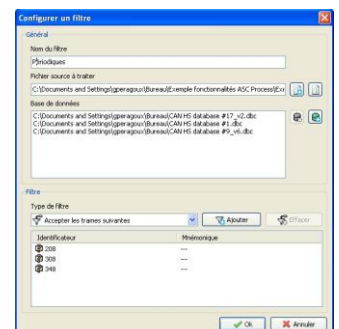 Configurer un filtre
Général
Nom du filtre
Périodiques
Fichier source à traiter
C:\Documents and Settings\gperagoux\Bureau\Exemple fonctionnalités ASC Process\Exe
Base de données
C:\Documents and Settings\gperagoux\Bureau\CAN HS database #17_v2.dbc
C:\Documents and Settings\gperagoux\Bureau\CAN HS database #1.dbc
C:\Documents and Settings\gperagoux\Bureau\CAN HS database #9_v6.dbc
Filtre
Type de filtre
Accepter les trames suivantes
Ajouter
Effacer
Identificateur Mnémonique
208 ---
308 ---
348 ---
Ok
Annuler